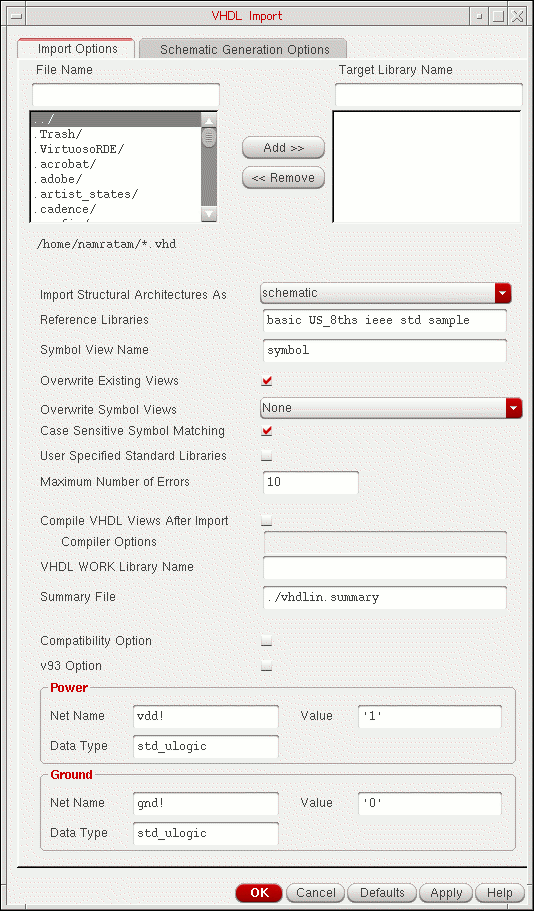 VHDL Import
Import Options
Schematic Generation Options
File Name
Target Library Name
../
.Trash/
.VirtuosoRDE/
.acrobat/
.adobe/
.artist_states/
.cadence/
Add >>
<< Remove
/home/namratam/*.vhd
Import Structural Architectures As schematic
Reference Libraries basic US_8ths ieee std sample
Symbol View Name symbol
Overwrite Existing Views
Overwrite Symbol Views None
Case Sensitive Symbol Matching
User Specified Standard Libraries
Maximum Number of Errors 10
Compile VHDL Views After Import
Compiler Options
VHDL WORK Library Name
Summary File ./vhdlin.summary
Compatibility Option
v93 Option
Power
Net Name vdd! Value '1'
Data Type std_ulogic
Ground
Net Name gnd! Value '0'
Data Type std_ulogic
OK Cancel Defaults Apply Help